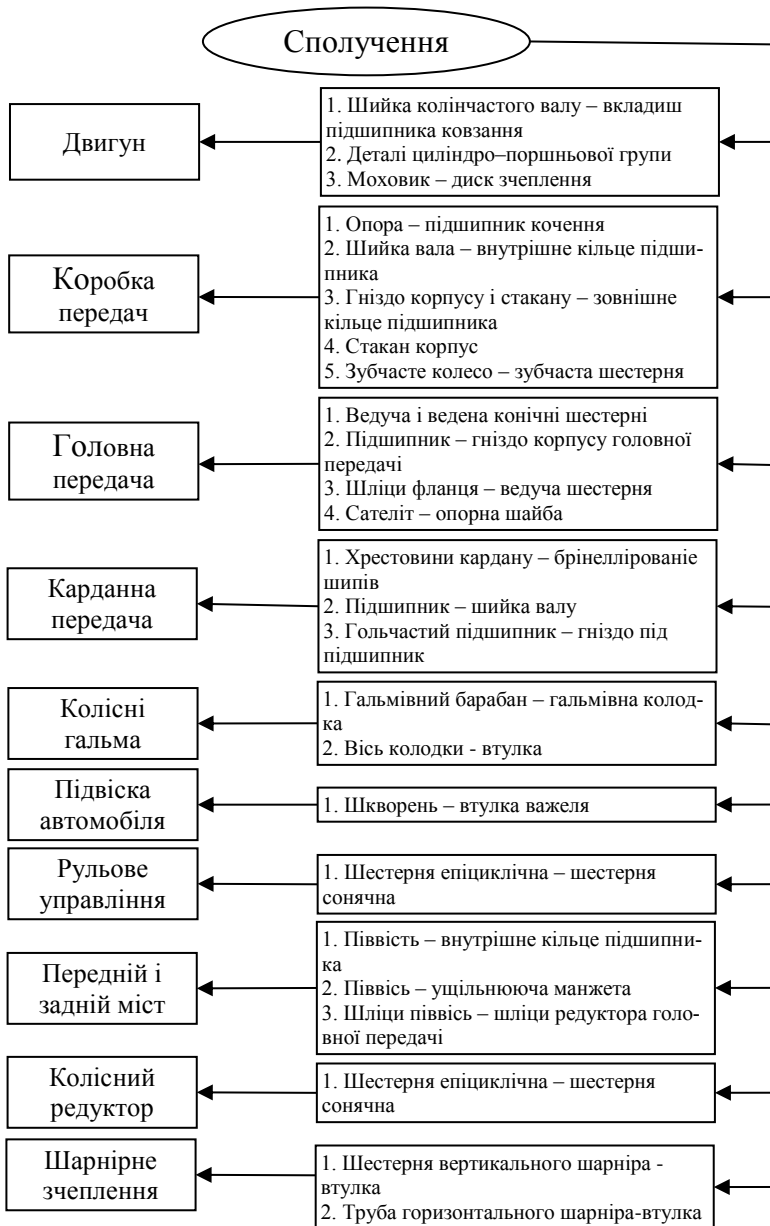 Сполучення
Двигун
1. Шийка колінчастого валу – вкладиш
підшипника ковзання
2. Деталі циліндро–поршньової групи
3. Моховик – диск зчеплення
Коробка
передач
1. Опора – підшипник кочення
2. Шийка вала – внутрішне кільце підши-
пника
3. Гніздо корпусу і стакану – зовнішне
кільце підшипника
4. Стакан корпус
5. Зубчасте колесо – зубчаста шестерня
Головна
передача
1. Ведуча і ведена конічні шестерні
2. Підшипник – гніздо корпусу головної
передачі
3. Шліци фланця – ведуча шестерня
4. Сателіт – опорна шайба
Карданна
передача
1. Хрестовини кардану – брінеллірованіе
шипів
2. Підшипник – шийка валу
3. Гольчастий підшипник – гніздо під
підшипник
Колісні
гальма
1. Гальмівний барабан – гальмівна колод-
ка
2. Вісь колодки - втулка
Підвіска
автомобіля
1. Шкворень – втулка важеля
Рульове
управління
1. Шестерня епіциклічна – шестерня
сонячна
Передній і
задній міст
1. Піввість – внутрішне кільце підшипни-
ка
2. Піввісь – ущільнююча манжета
3. Шліци піввісь – шліци редуктора голо-
вної передачі
Колісний
редуктор
1. Шестерня епіциклічна – шестерня
сонячна
Шарнірне
зчеплення
1. Шестерня вертикального шарніра -
втулка
2. Труба горизонтального шарніра-втулка